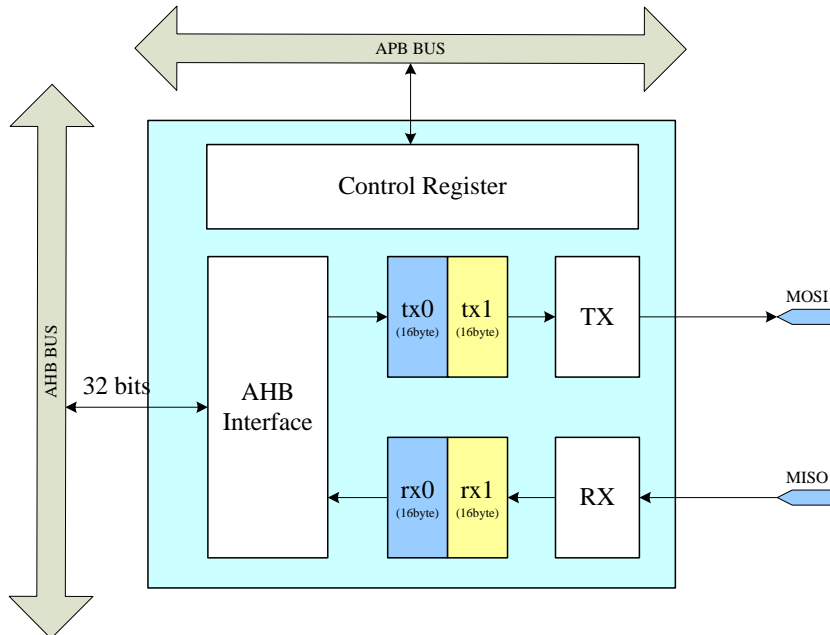 APB BUS
Control Register
AHB BUS
32 bits
AHB
Interface
tx0
(16byte)
tx1
(16byte)
TX
MOSI
rx0
(16byte)
rx1
(16byte)
RX
MISO